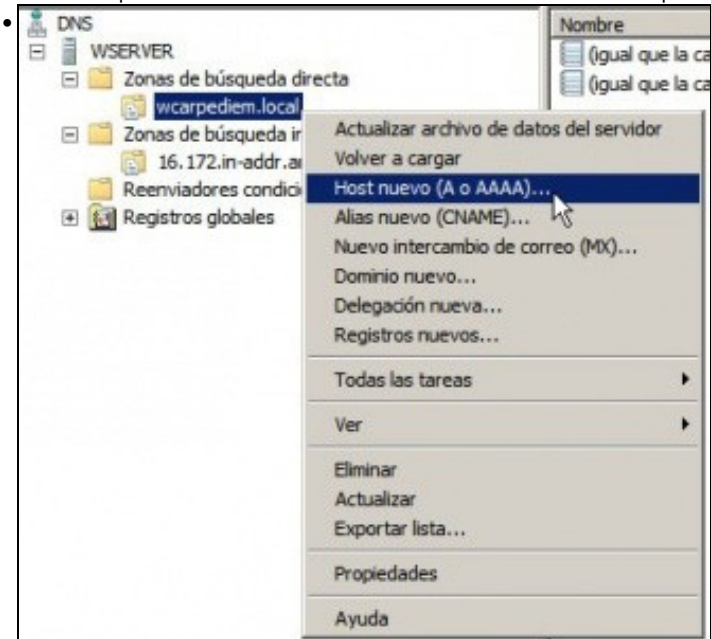 DNS
WSERVER
Zonas de búsqueda directa
wcarpediem.local
Zonas de búsqueda
16.172.in-addr.
Reenviadores
Registros globales
Nombre
(igual que la
(igual que la
Actualizar archivo de datos del servidor
Volver a cargar
Host nuevo (A o AAAA)...
Alias nuevo (CNAME)...
Nuevo intercambio de correo (MX)...
Dominio nuevo...
Delegación nueva...
Registros nuevos...
Todas las tareas
Ver
Eliminar
Actualizar
Exportar lista...
Propiedades
Ayuda